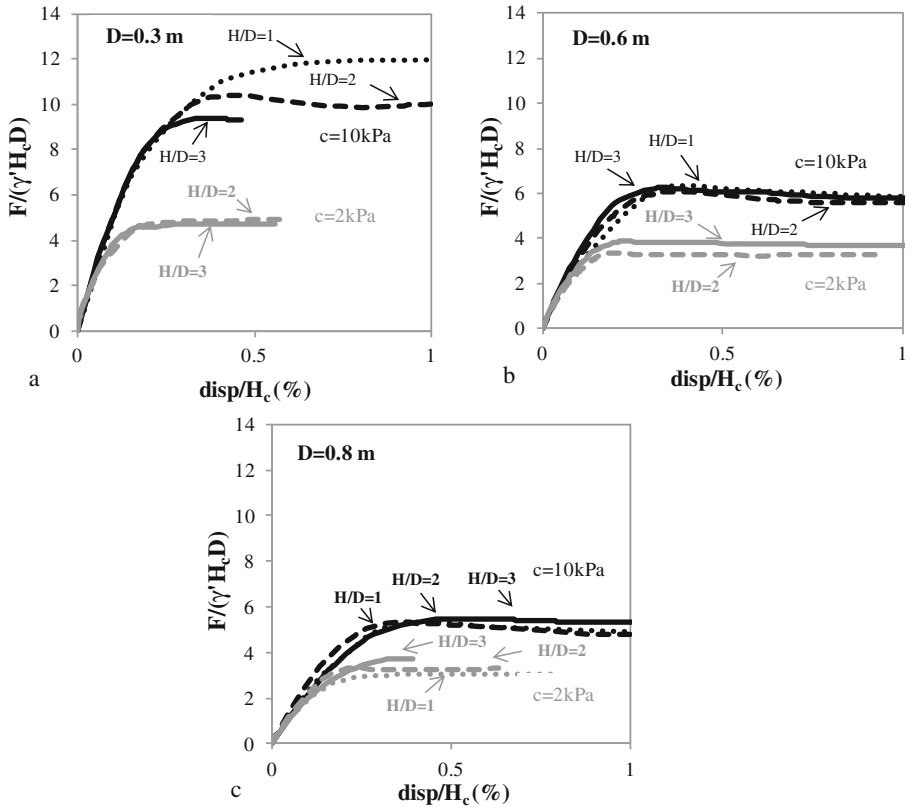 D=0.3 m
H/D=1
H/D=2
c=10kPa
H/D=3
H/D=2
c=2kPa
H/D=3
F/(γ'HcD)
14
12
10
8
6
4
2
0
0
0.5
1
disp/Hc(%)
a
D=0.6 m
H/D=3
H/D=1
c=10kPa
H/D=3
H/D=2
H/D=2
c=2kPa
F/(γ'HcD)
14
12
10
8
6
4
2
0
0
0.5
1
disp/Hc(%)
b
D=0.8 m
H/D=1
H/D=2
H/D=3
c=10kPa
H/D=3
H/D=2
H/D=1
c=2kPa
F/(γ'HcD)
14
12
10
8
6
4
2
0
0
0.5
1
disp/Hc(%)
c